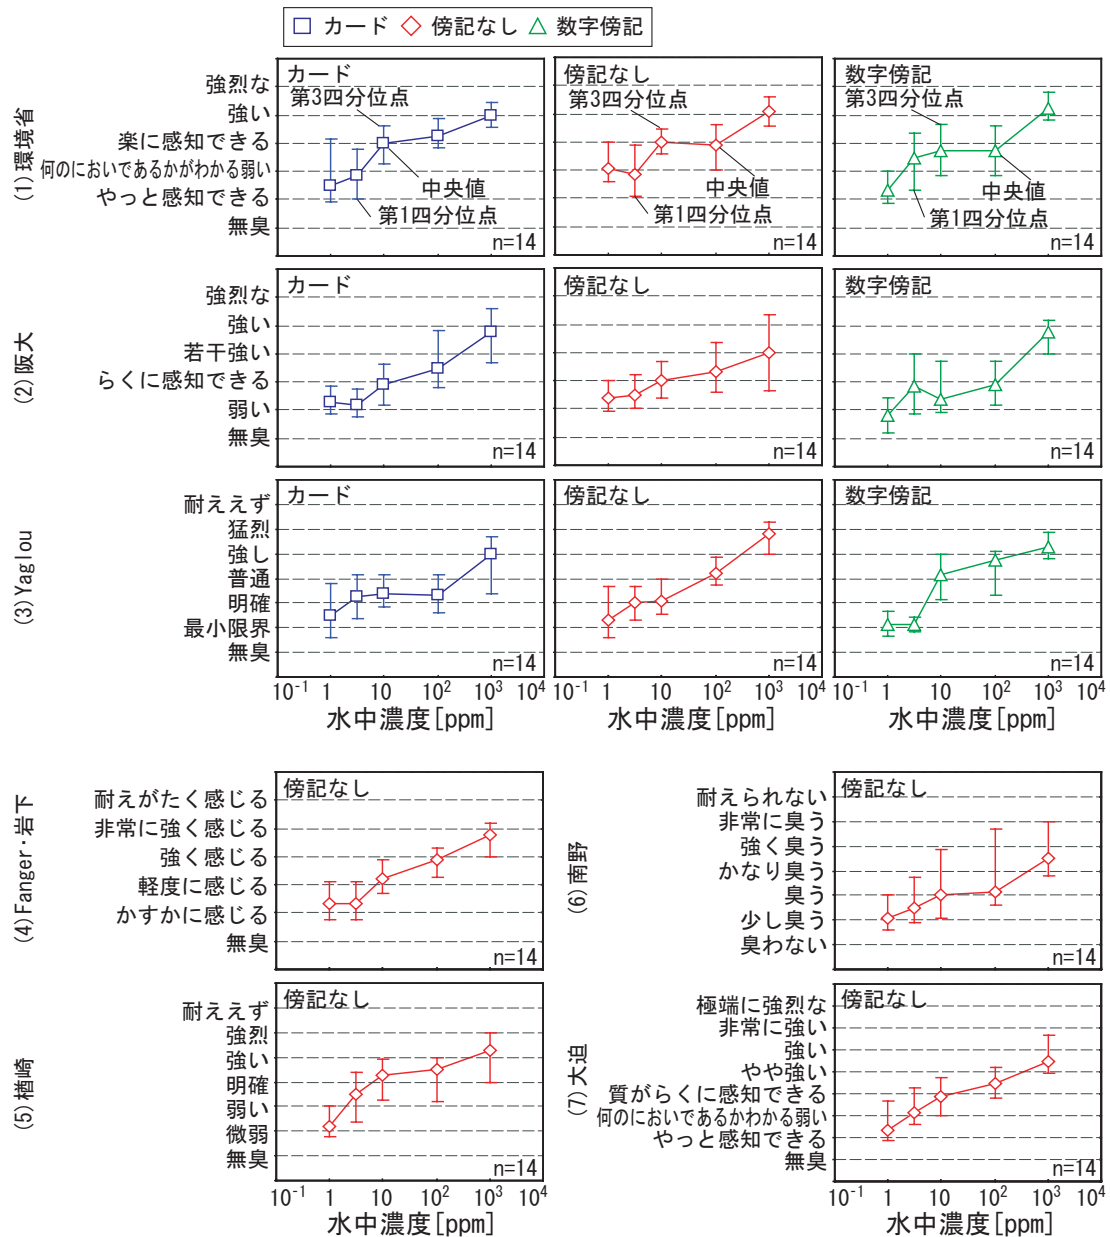 カード 傍記なし 数字傍記
(1)環境省
強烈な
強い
楽に感知できる
何のにおいであるかがわかる弱い
やっと感知できる
無臭
カード
第3四分位点
中央値
第1四分位点
n=14
傍記なし
第3四分位点
中央値
第1四分位点
n=14
数字傍記
第3四分位点
中央値
第1四分位点
n=14
(2)阪大
強烈な
強い
若干強い
らくに感知できる
弱い
無臭
カード
n=14
傍記なし
n=14
数字傍記
n=14
(3)Yaglou
耐ええず
猛烈
強し
普通
明確
最小限界
無臭
カード
n=14
傍記なし
n=14
数字傍記
n=14
10⁻¹ 1 10 10² 10³ 10⁴
水中濃度[ppm]
10⁻¹ 1 10 10² 10³ 10⁴
水中濃度[ppm]
10⁻¹ 1 10 10² 10³ 10⁴
水中濃度[ppm]
(4)Fanger・岩下
耐えがたく感じる
非常に強く感じる
強く感じる
軽度に感じる
かすかに感じる
無臭
傍記なし
n=14
(6)南野
耐えられない
非常に臭う
強く臭う
かなり臭う
臭う
少し臭う
臭わない
傍記なし
n=14
(5)楢崎
耐ええず
強烈
強い
明確
弱い
微弱
無臭
傍記なし
n=14
10⁻¹ 1 10 10² 10³ 10⁴
水中濃度[ppm]
(7)大迫
極端に強烈な
非常に強い
強い
やや強い
質がらくに感知できる
何のにおいであるかわかる弱い
やっと感知できる
無臭
傍記なし
n=14
10⁻¹ 1 10 10² 10³ 10⁴
水中濃度[ppm]